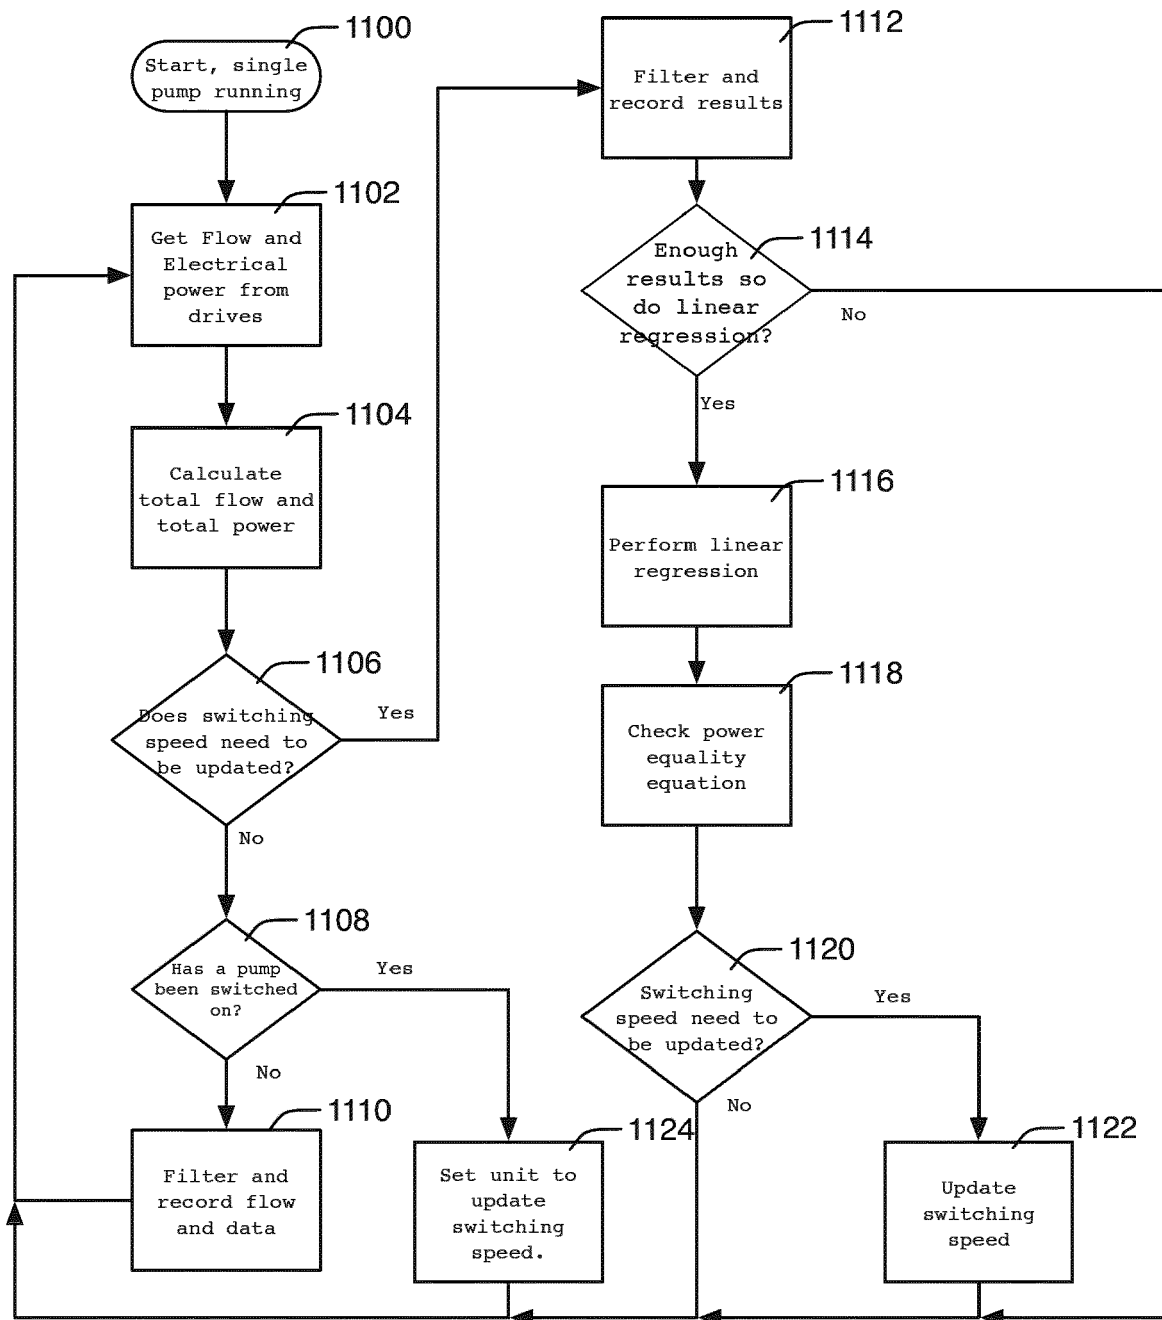 1100
Start, single
pump running
1102
Get Flow and
Electrical
power from
drives
1104
Calculate
total flow and
total power
1106
Does switching
speed need to
be updated?
Yes
No
1108
Has a pump
been switched
on?
Yes
No
1110
Filter and
record flow
and data
1124
Set unit to
update
switching
speed.
1112
Filter and
record results
1114
Enough
results so
do linear
regression?
No
Yes
1116
Perform linear
regression
1118
Check power
equality
equation
1120
Switching
speed need to
be updated?
Yes
No
1122
Update
switching
speed